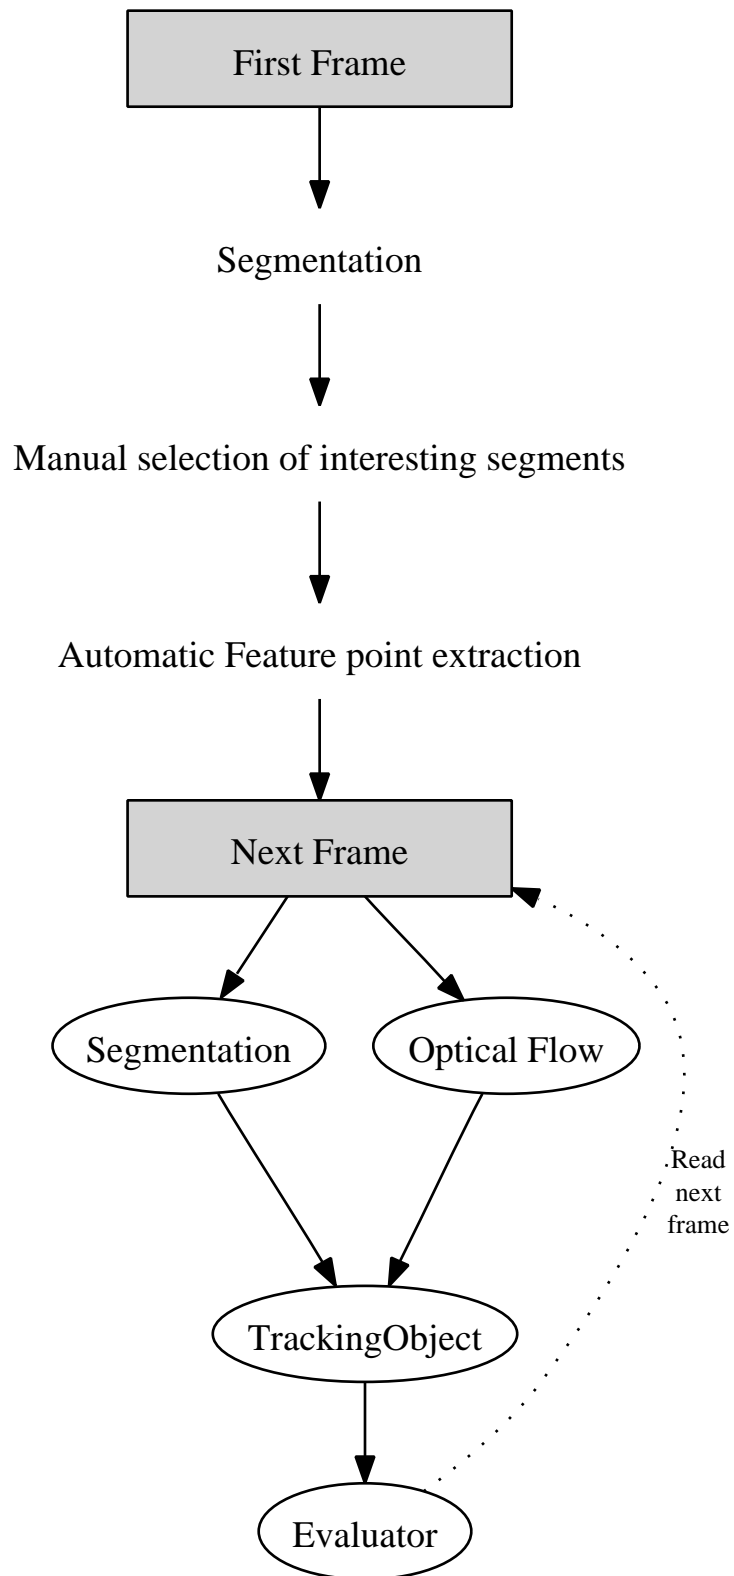 First Frame
Segmentation
Manual selection of interesting segments
Automatic Feature point extraction
Next Frame
Segmentation
Optical Flow
Read
next
frame
TrackingObject
Evaluator